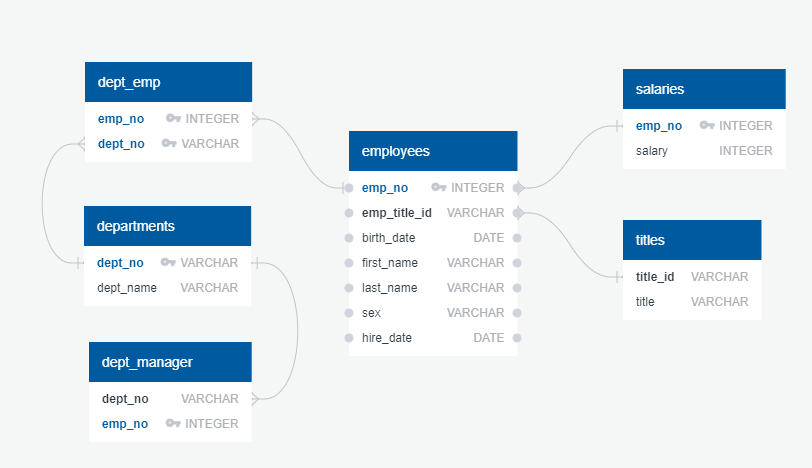 dept_emp
emp_no INTEGER
dept_no VARCHAR
departments
dept_no VARCHAR
dept_name VARCHAR
dept_manager
dept_no VARCHAR
emp_no INTEGER
employees
emp_no INTEGER
emp_title_id VARCHAR
birth_date DATE
first_name VARCHAR
last_name VARCHAR
sex VARCHAR
hire_date DATE
salaries
emp_no INTEGER
salary INTEGER
titles
title_id VARCHAR
title VARCHAR